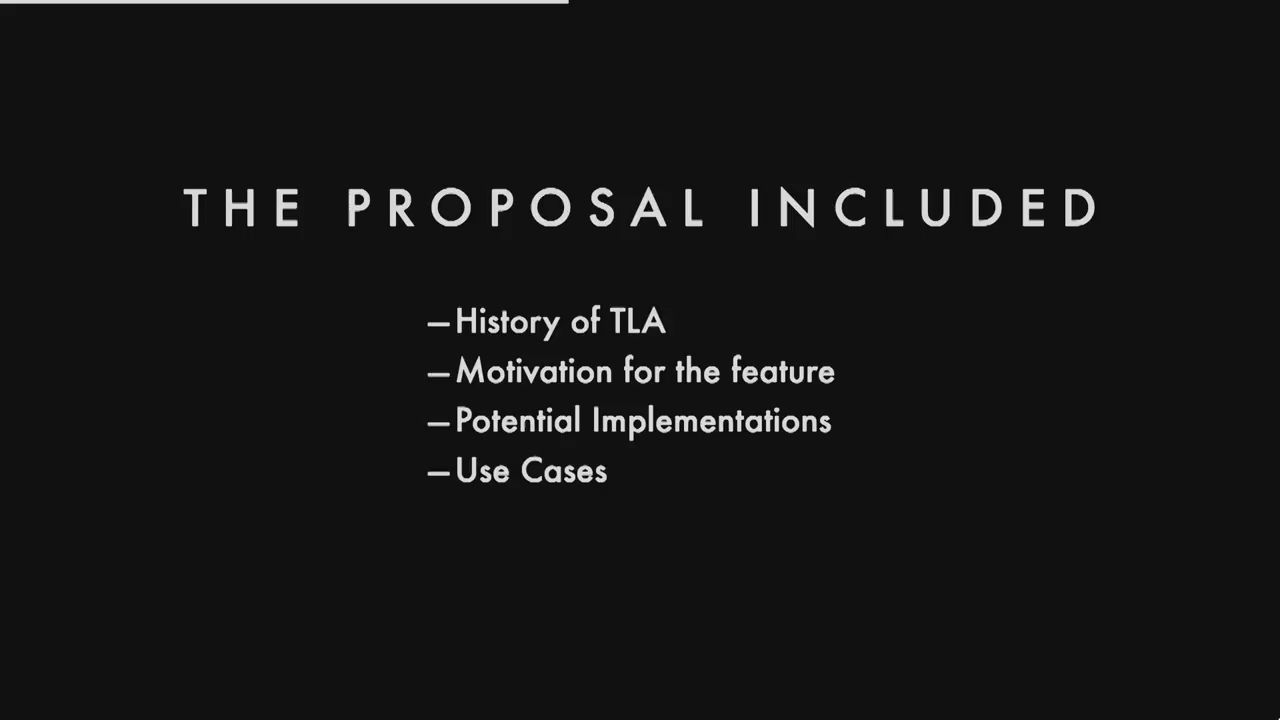 THE PROPOSAL INCLUDED
—History of TLA
—Motivation for the feature
—Potential Implementations
—Use Cases